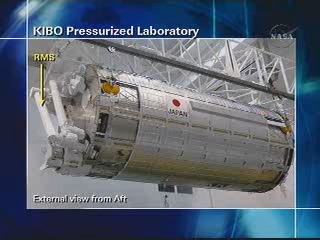 KIBO Pressurized Laboratory
NASA
RMS
JAPAN
External view from Aft